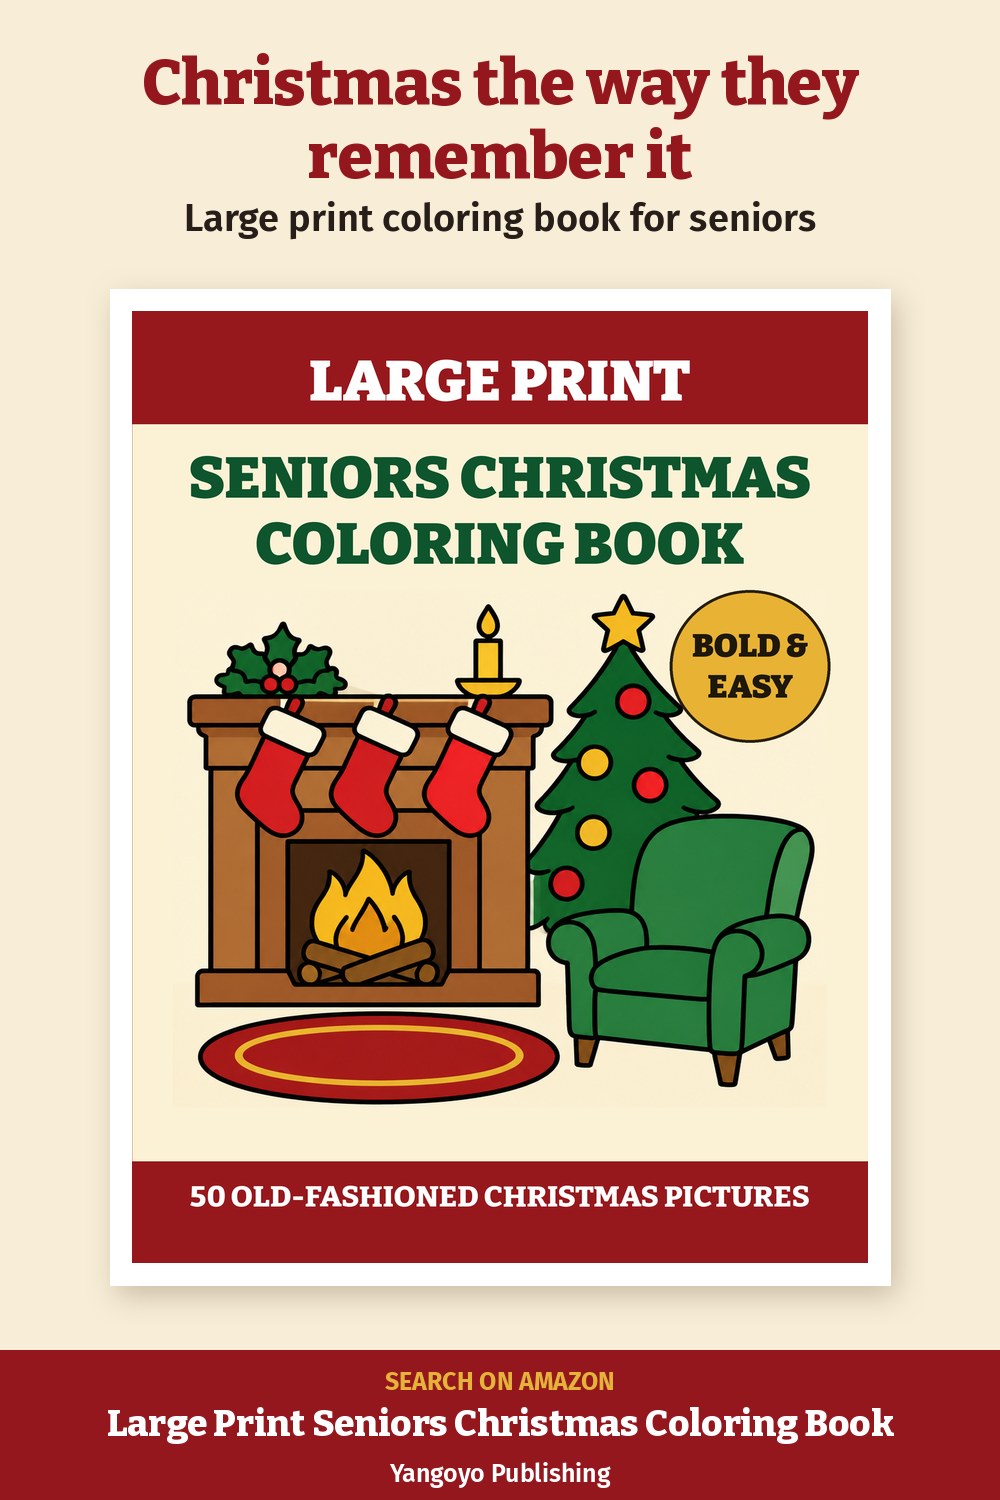 Christmas the way they
remember it
Large print coloring book for seniors
LARGE PRINT
SENIORS CHRISTMAS
COLORING BOOK
BOLD &
EASY
50 OLD-FASHIONED CHRISTMAS PICTURES
SEARCH ON AMAZON
Large Print Seniors Christmas Coloring Book
Yangoyo Publishing